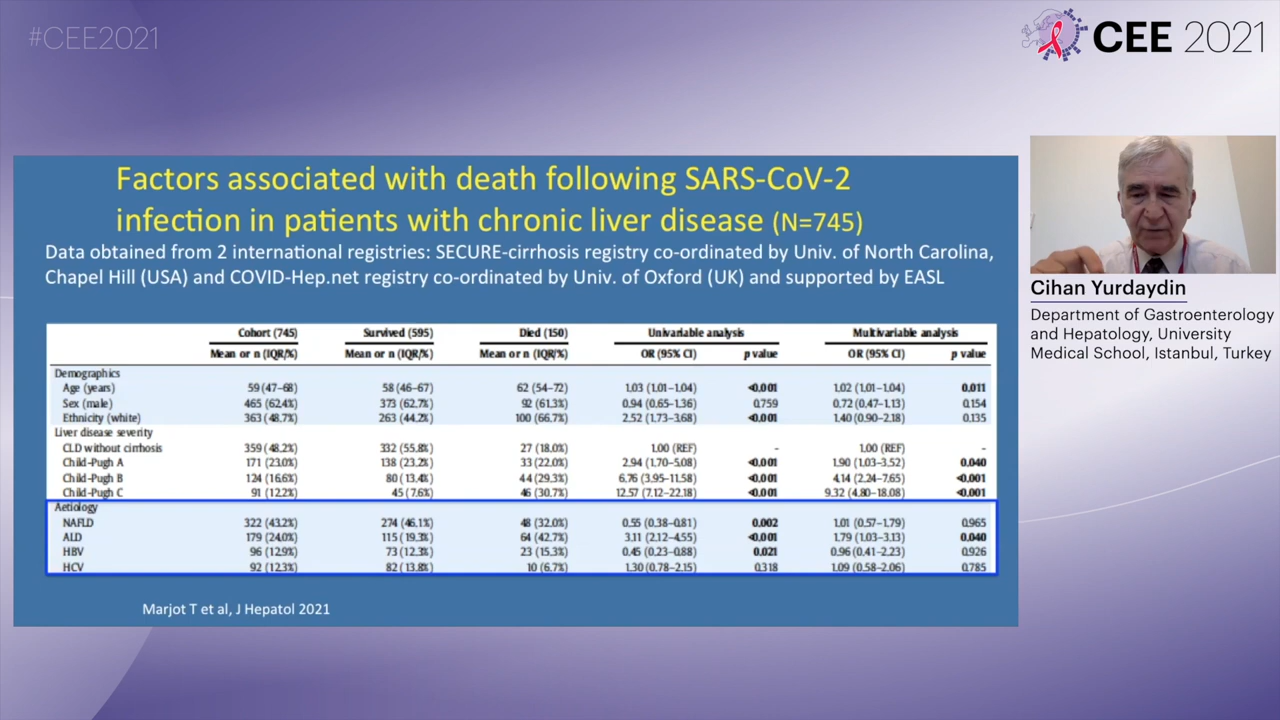 #CEE2021
CEE 2021
Factors associated with death following SARS-CoV-2
infection in patients with chronic liver disease (N=745)
Data obtained from 2 international registries: SECURE-cirrhosis registry co-ordinated by Univ. of North Carolina,
Chapel Hill (USA) and COVID-Hep.net registry co-ordinated by Univ. of Oxford (UK) and supported by EASL
Cohort (745) Survived (595) Died (150) Univariable analysis Multivariable analysis
Mean or n (IQR/%) Mean or n (IQR/%) Mean or n (IQR/%) OR (95% CI) p value OR (95% CI) p value
Demographics
Age (years) 59 (47–68) 58 (46–67) 62 (54–72) 1.03 (1.01–1.04) <0.001 1.02 (1.01–1.04) 0.011
Sex (male) 465 (62.4%) 373 (62.7%) 92 (61.3%) 0.94 (0.65–1.36) 0.759 0.72 (0.47–1.13) 0.154
Ethnicity (white) 363 (48.7%) 263 (44.2%) 100 (66.7%) 2.52 (1.73–3.68) <0.001 1.40 (0.90–2.18) 0.135
Liver disease severity
CLD without cirrhosis 359 (48.2%) 332 (55.8%) 27 (18.0%) 1.00 (REF) – 1.00 (REF) –
Child-Pugh A 171 (23.0%) 138 (23.2%) 33 (22.0%) 2.94 (1.70–5.08) <0.001 1.90 (1.03–3.52) 0.040
Child-Pugh B 124 (16.6%) 80 (13.4%) 44 (29.3%) 6.76 (3.95–11.58) <0.001 4.14 (2.24–7.65) <0.001
Child-Pugh C 91 (12.2%) 45 (7.6%) 46 (30.7%) 12.57 (7.12–22.18) <0.001 9.32 (4.80–18.08) <0.001
Aetiology
NAFLD 322 (43.2%) 274 (46.1%) 48 (32.0%) 0.55 (0.38–0.81) 0.002 1.01 (0.57–1.79) 0.965
ALD 179 (24.0%) 115 (19.3%) 64 (42.7%) 3.11 (2.12–4.55) <0.001 1.79 (1.03–3.13) 0.040
HBV 96 (12.9%) 73 (12.3%) 23 (15.3%) 0.45 (0.23–0.88) 0.021 0.96 (0.41–2.23) 0.926
HCV 92 (12.3%) 82 (13.8%) 10 (6.7%) 1.30 (0.78–2.15) 0.318 1.09 (0.58–2.06) 0.785
Marjot T et al, J Hepatol 2021
Cihan Yurdaydin
Department of Gastroenterology
and Hepatology, University
Medical School, Istanbul, Turkey